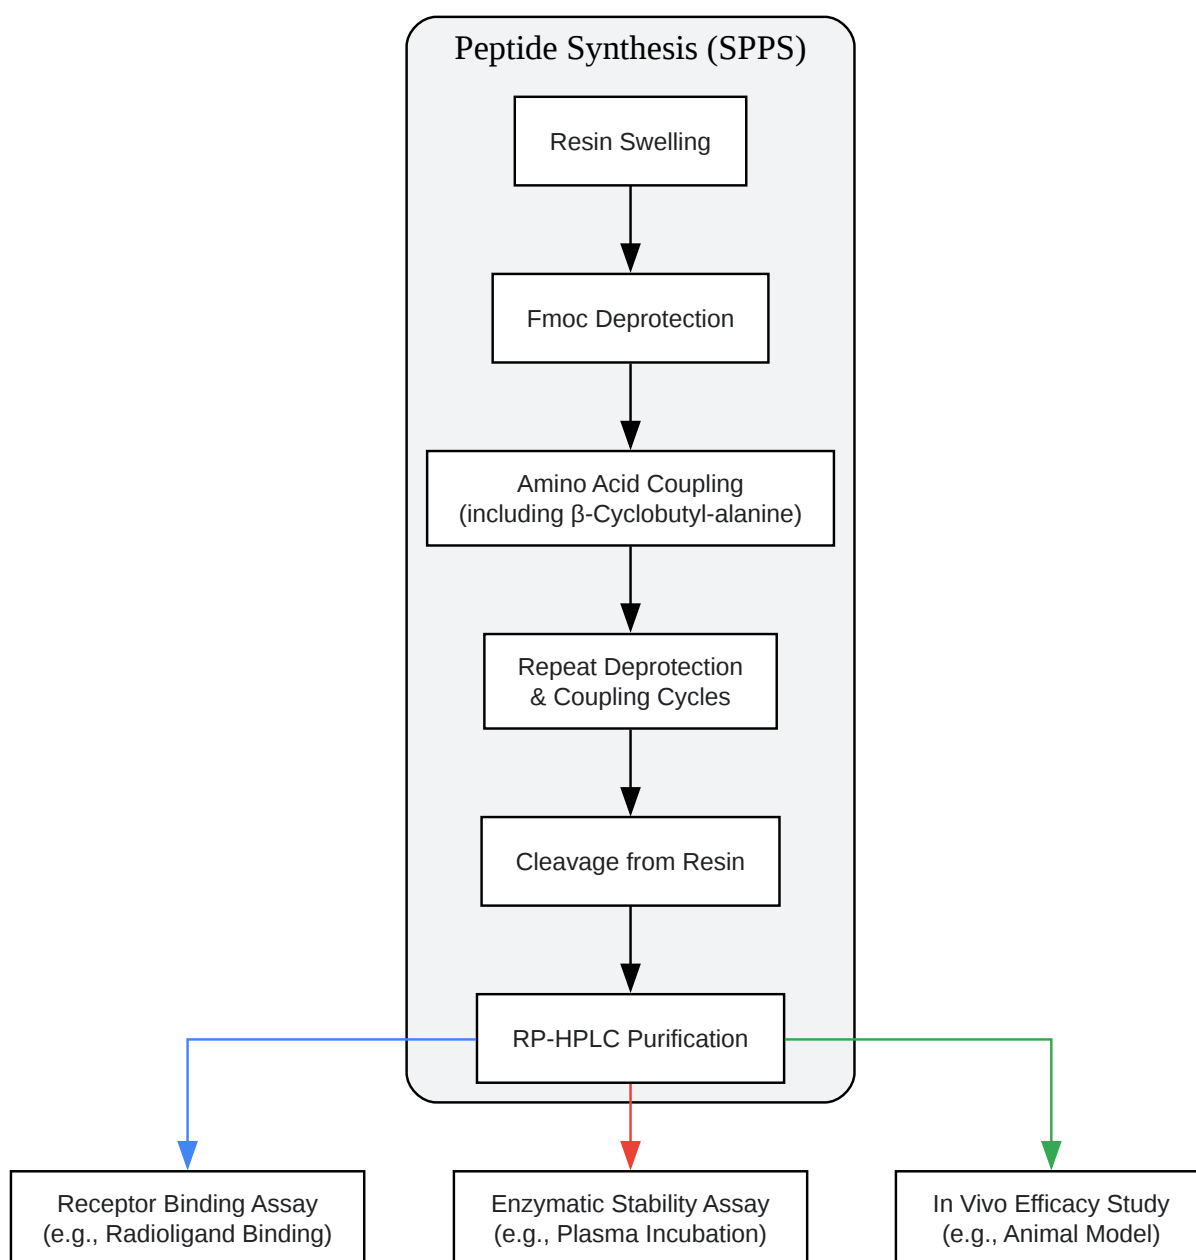 Peptide Synthesis (SPPS)
Resin Swelling
Fmoc Deprotection
Amino Acid Coupling
(including β-Cyclobutyl-alanine)
Repeat Deprotection
& Coupling Cycles
Cleavage from Resin
RP-HPLC Purification
Receptor Binding Assay
(e.g., Radioligand Binding)
Enzymatic Stability Assay
(e.g., Plasma Incubation)
In Vivo Efficacy Study
(e.g., Animal Model)